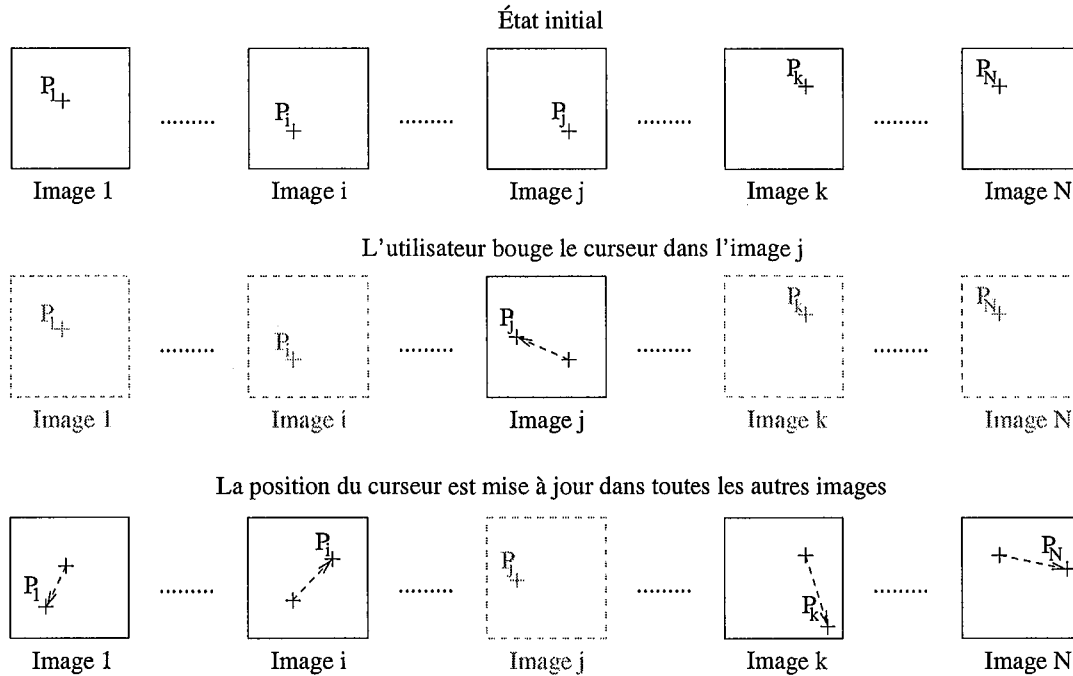 État initial
P1 ......... Pi ......... Pj ......... Pk ......... PN
Image 1 Image i Image j Image k Image N
L'utilisateur bouge le curseur dans l'image j
P1 ......... Pi ......... Pj ......... Pk ......... PN
Image 1 Image i Image j Image k Image N
La position du curseur est mise à jour dans toutes les autres images
P1 ......... Pi ......... Pj ......... Pk ......... PN
Image 1 Image i Image j Image k Image N